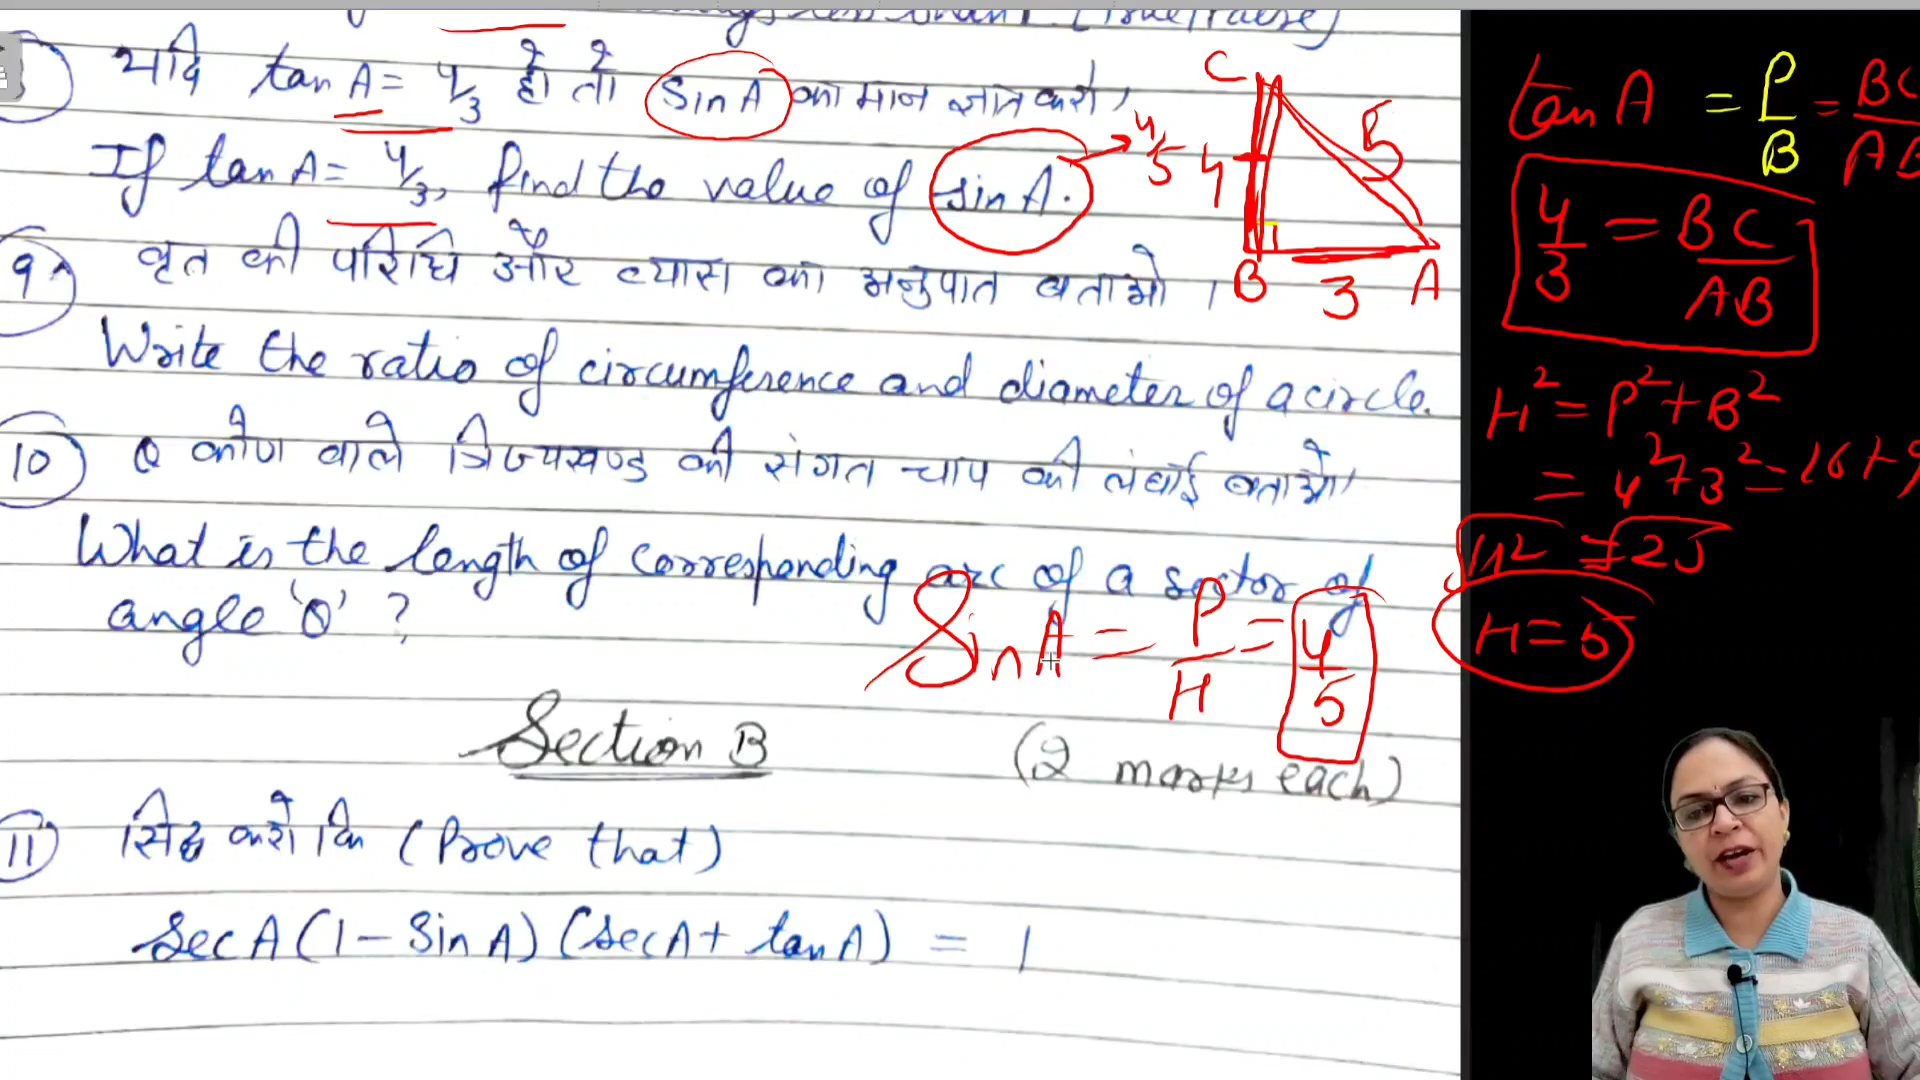 यदि tan A = 4/3 हो तो sin A का मान ज्ञात करो।
If tan A = 4/3, find the value of sin A.
4/5
C
4
5
B 3 A
9. वृत की परिधि और व्यास का अनुपात बताओ।
Write the ratio of circumference and diameter of a circle.
10 θ कोण वाले त्रिज्यखण्ड की संगत चाप की लंबाई बताओ।
What is the length of corresponding arc of a sector of
angle 'θ' ?
Sin A = P/H = 4/5
Section B (2 marks each)
11 सिद्ध करो कि (Prove that)
Sec A (1 - Sin A) (Sec A + tan A) = 1
tan A = P/B = BC/AB
4/3 = BC/AB
H² = P² + B²
= 4² + 3² = 16 + 9
H² = 25
H = 5